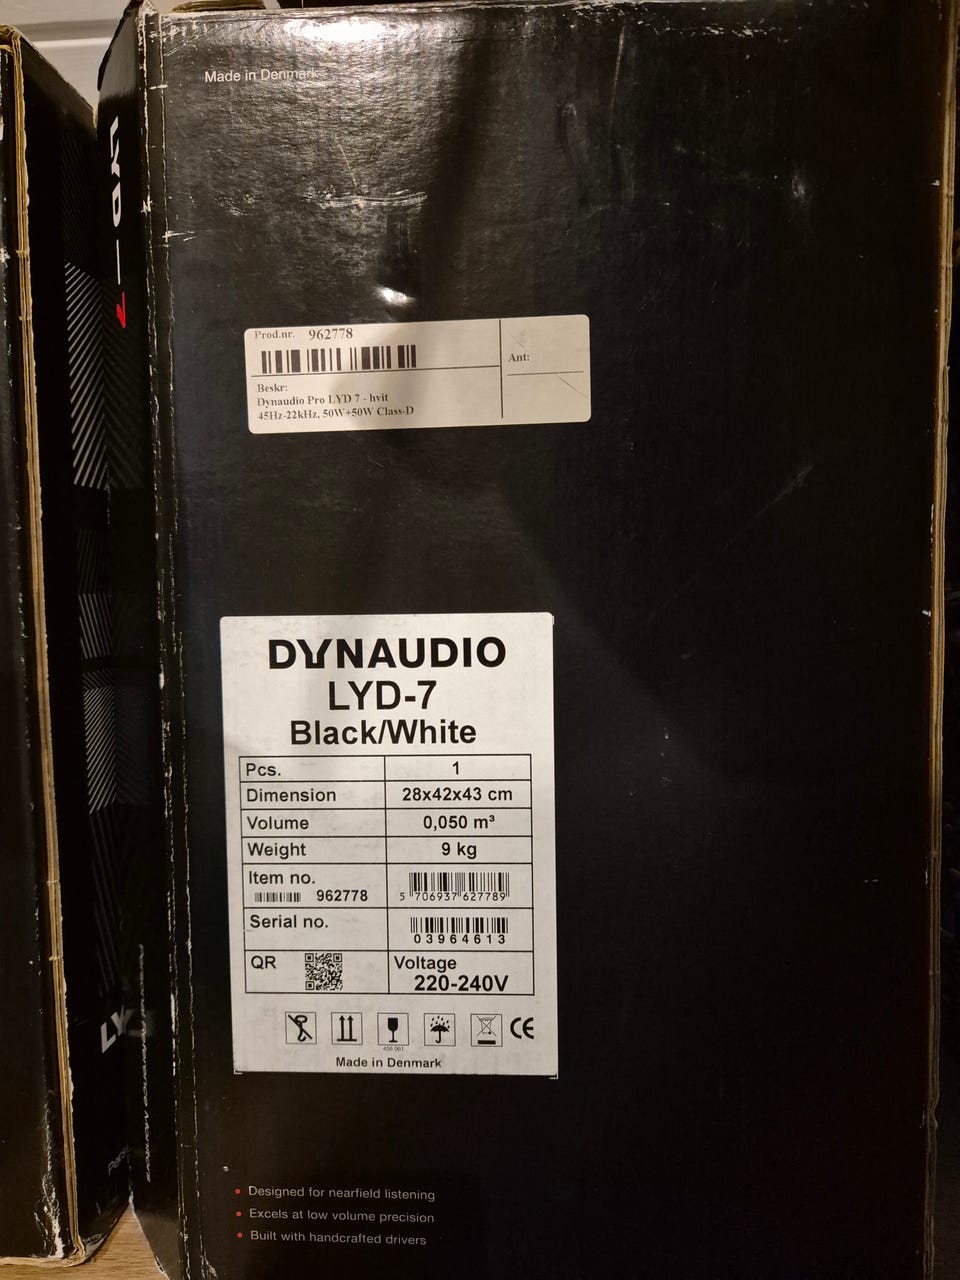 Made in Denmark
LYD — 7
Prod.nr. 962778
Ant:
Beskr:
Dynaudio Pro LYD 7 - hvit
45Hz-22kHz, 50W+50W Class-D
DYNAUDIO
LYD-7
Black/White
Pcs. 1
Dimension 28x42x43 cm
Volume 0,050 m³
Weight 9 kg
Item no.
962778 5 706937 627789
Serial no.
03964613
QR Voltage
220-240V
CE
456 061
Made in Denmark
Designed for nearfield listening
Excels at low volume precision
Built with handcrafted drivers